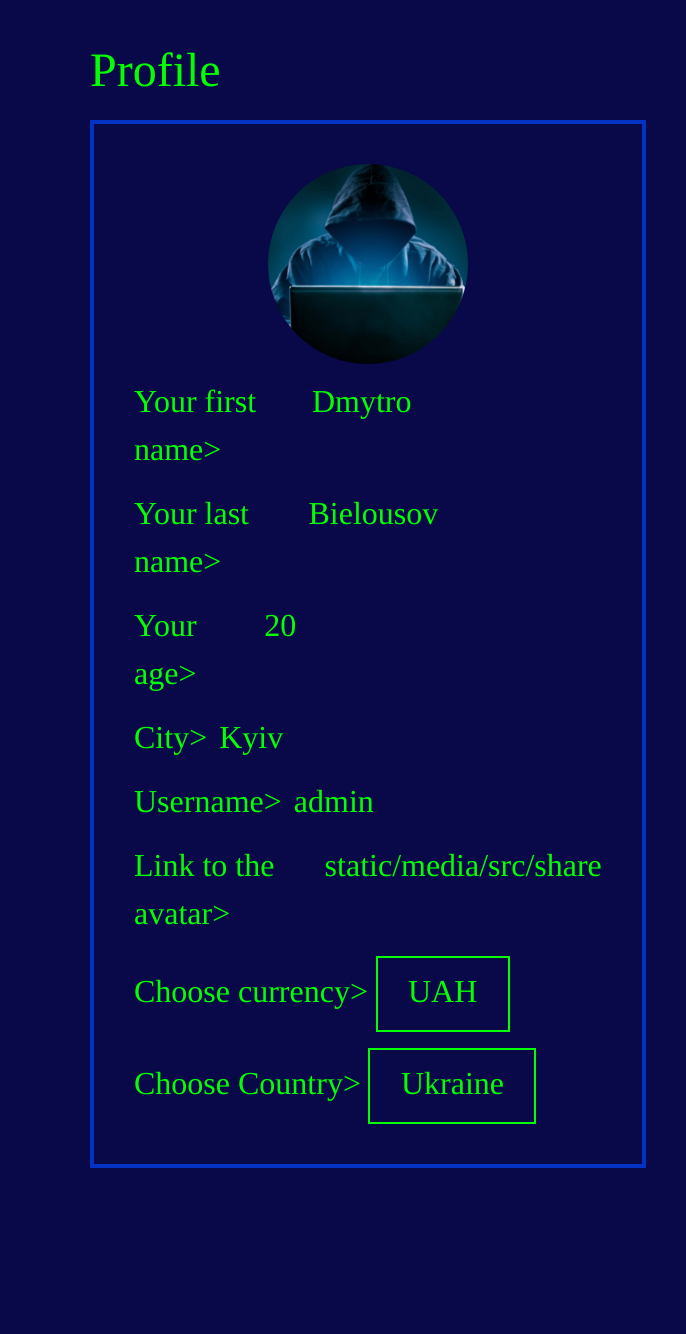 Profile
Your first name> Dmytro
Your last name> Bielousov
Your age> 20
City> Kyiv
Username> admin
Link to the avatar> static/media/src/share
Choose currency> UAH
Choose Country> Ukraine